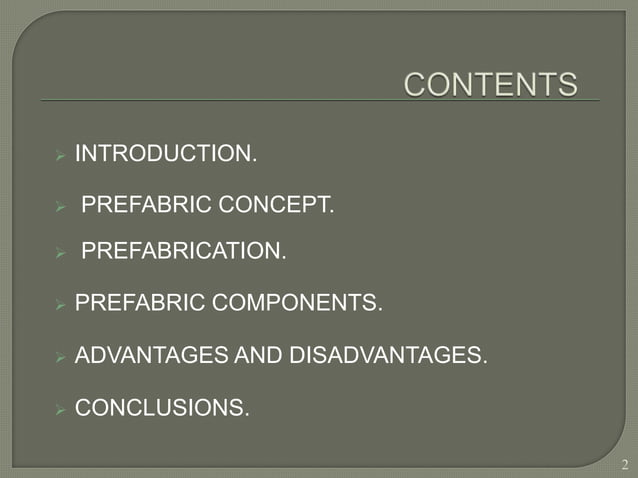 CONTENTS
INTRODUCTION.
PREFABRIC CONCEPT.
PREFABRICATION.
PREFABRIC COMPONENTS.
ADVANTAGES AND DISADVANTAGES.
CONCLUSIONS.
2